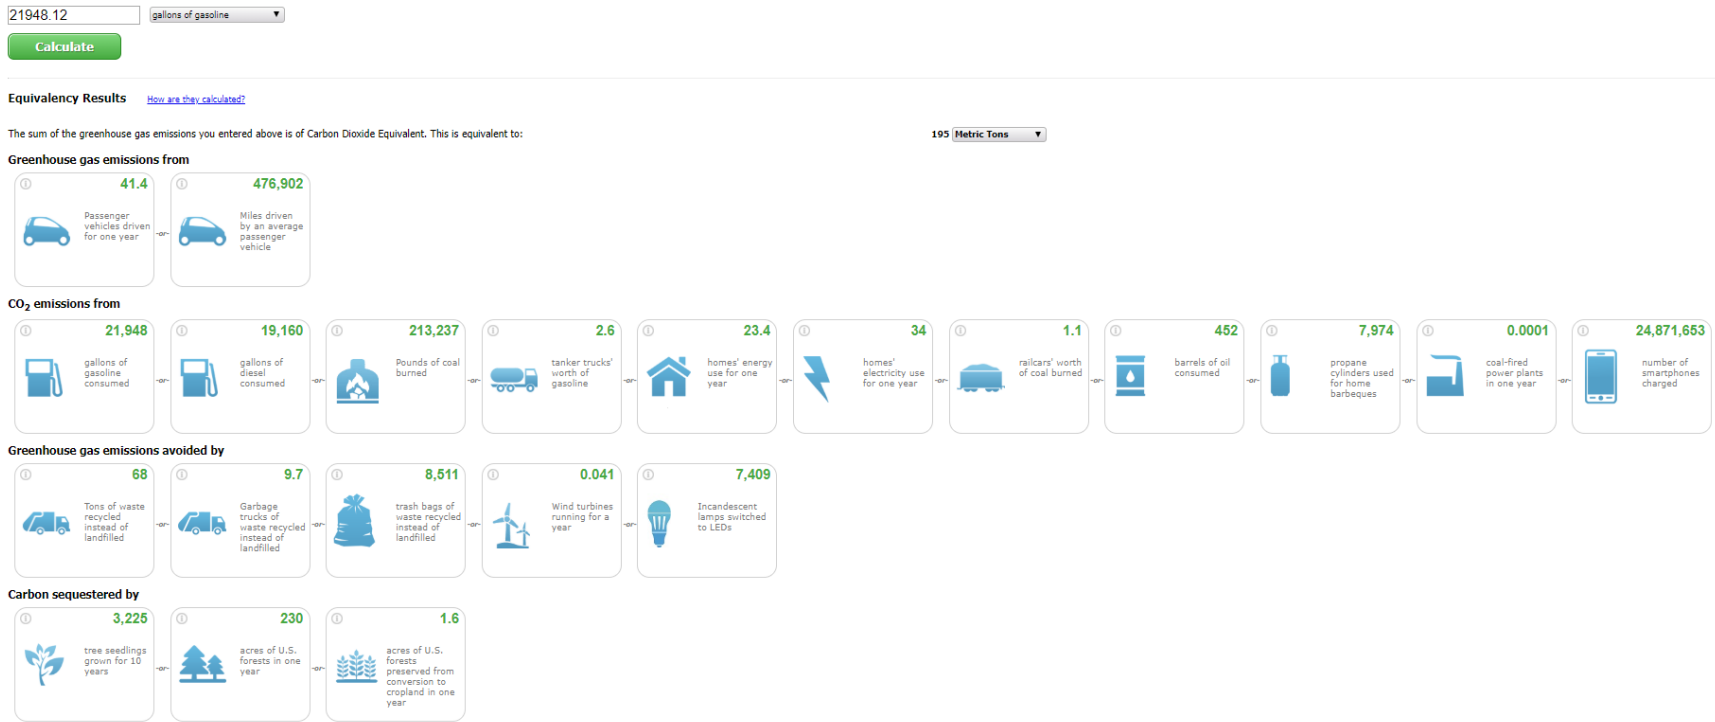 21948.12 gallons of gasoline
Calculate
Equivalency Results How are they calculated?
The sum of the greenhouse gas emissions you entered above is of Carbon Dioxide Equivalent. This is equivalent to: 195 Metric Tons
Greenhouse gas emissions from
41.4
Passenger
vehicles driven
for one year
-or-
476,902
Miles driven
by an average
passenger
vehicle
CO2 emissions from
21,948
gallons of
gasoline
consumed
-or-
19,160
gallons of
diesel
consumed
-or-
213,237
Pounds of coal
burned
-or-
2.6
tanker trucks'
worth of
gasoline
-or-
23.4
homes' energy
use for one
year
-or-
34
homes'
electricity use
for one year
-or-
1.1
railcars' worth
of coal burned
-or-
452
barrels of oil
consumed
-or-
7,974
propane
cylinders used
for home
barbeques
-or-
0.0001
coal-fired
power plants
in one year
-or-
24,871,653
number of
smartphones
charged
Greenhouse gas emissions avoided by
68
Tons of waste
recycled
instead of
landfilled
-or-
9.7
Garbage
trucks of
waste recycled
instead of
landfilled
-or-
8,511
trash bags of
waste recycled
instead of
landfilled
-or-
0.041
Wind turbines
running for a
year
-or-
7,409
Incandescent
lamps switched
to LEDs
Carbon sequestered by
3,225
tree seedlings
grown for 10
years
-or-
230
acres of U.S.
forests in one
year
-or-
1.6
acres of U.S.
forests
preserved from
conversion to
cropland in one
year